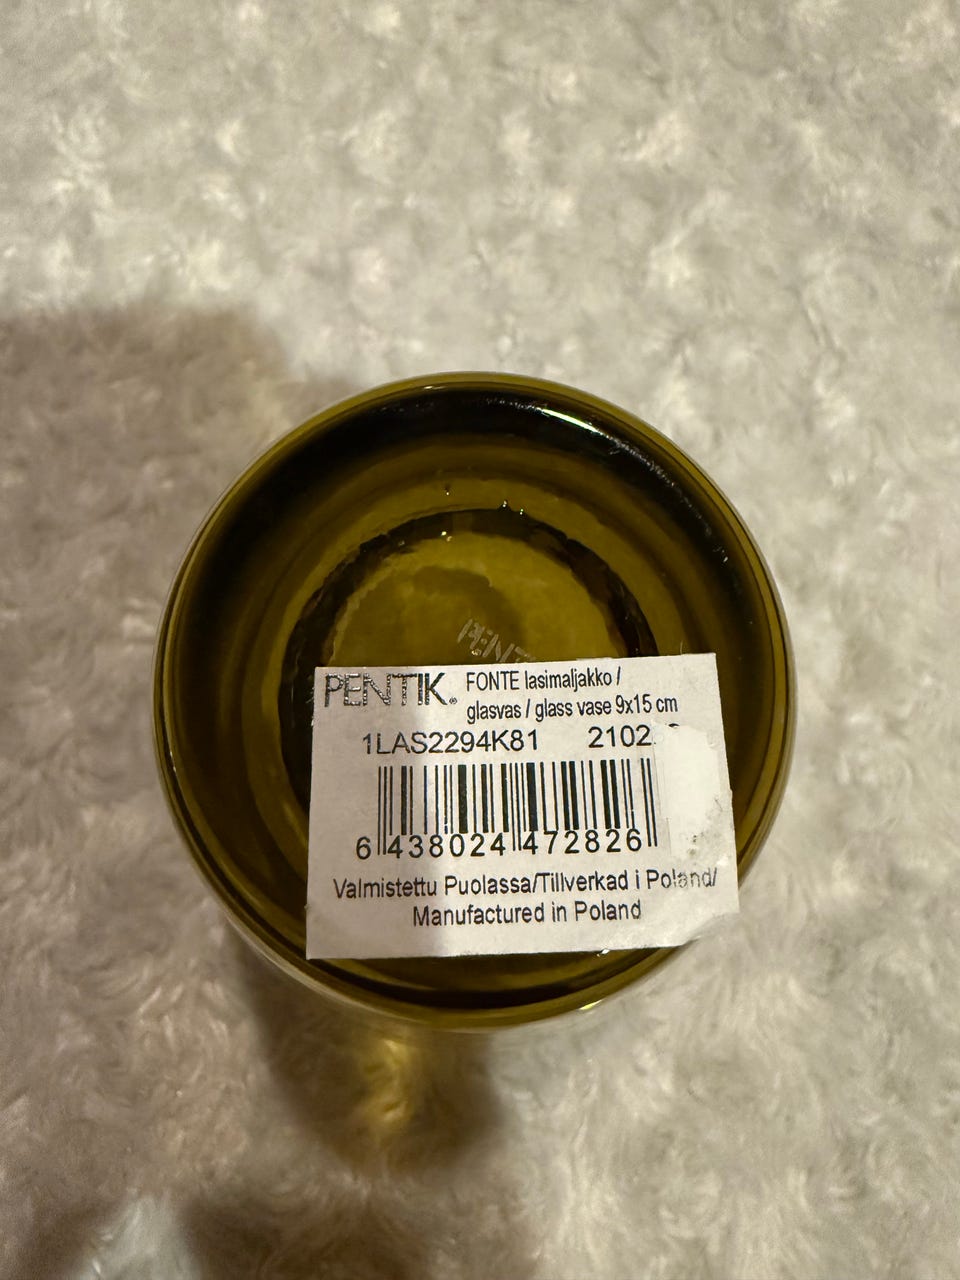 PENTIK®
FONTE lasimaljakko /
glasvas / glass vase 9x15 cm
1LAS2294K81
6 438024 472826
Valmistettu Puolassa/Tillverkad i Poland/
Manufactured in Poland